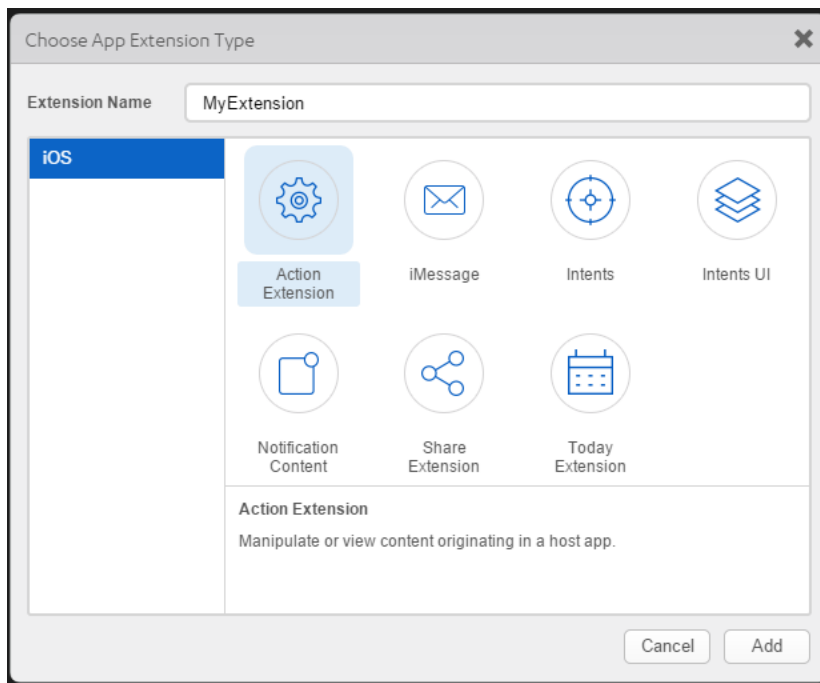 Choose App Extension Type
Extension Name
MyExtension
iOS
Action
Extension
iMessage
Intents
Intents UI
Notification
Content
Share
Extension
Today
Extension
Action Extension
Manipulate or view content originating in a host app.
Cancel
Add